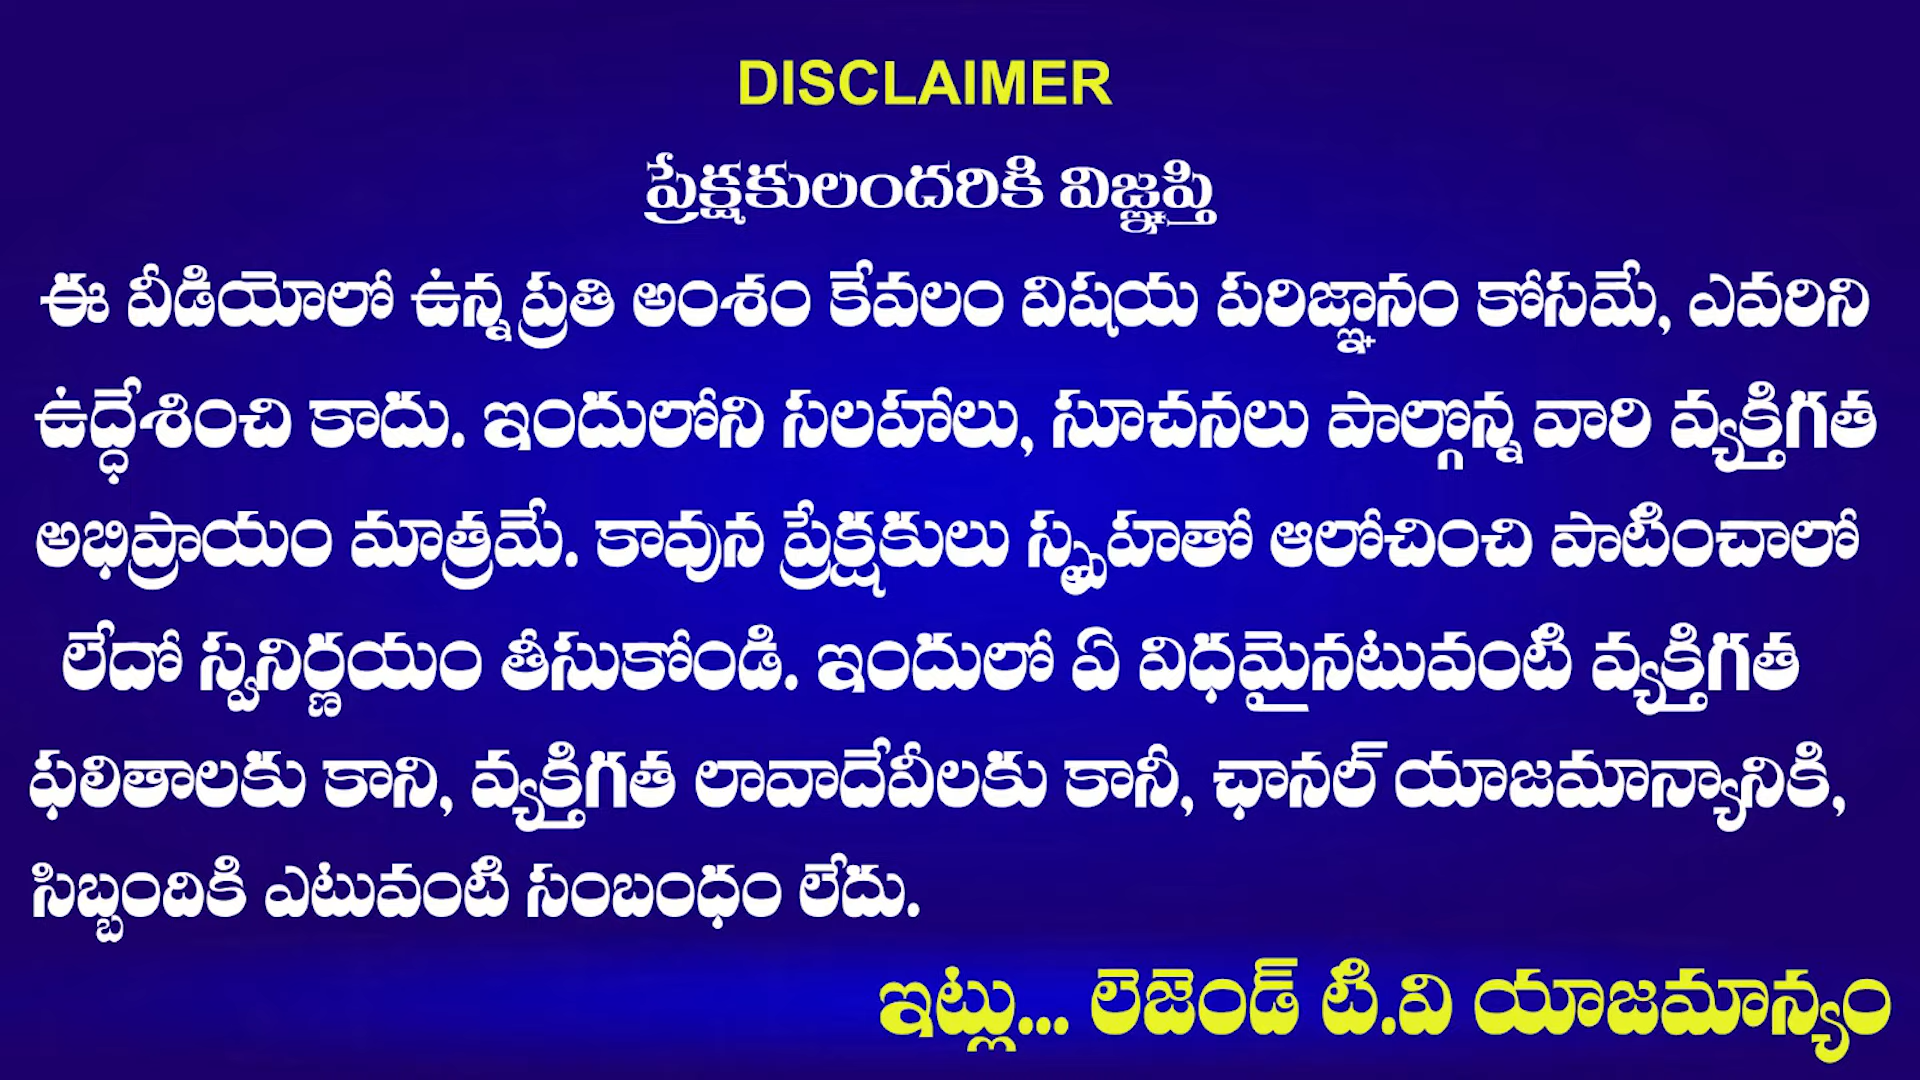 DISCLAIMER
ప్రేక్షకులందరికి విజ్ఞప్తి
ఈ వీడియోలో ఉన్న ప్రతి అంశం కేవలం విషయ పరిజ్ఞానం కోసమే, ఎవరిని
ఉద్ధేశించి కాదు. ఇందులోని సలహాలు, సూచనలు పాల్గొన్న వారి వ్యక్తిగత
అభిప్రాయం మాత్రమే. కావున ప్రేక్షకులు స్పృహతో ఆలోచించి పాటించాలో
లేదో స్వనిర్ణయం తీసుకోండి. ఇందులో ఏ విధమైనటువంటి వ్యక్తిగత
ఫలితాలకు కాని, వ్యక్తిగత లావాదేవీలకు కానీ, ఛానల్ యాజమాన్యానికి,
సిబ్బందికి ఎటువంటి సంబంధం లేదు.
ఇట్లు... లెజెండ్ టి.వి యాజమాన్యం